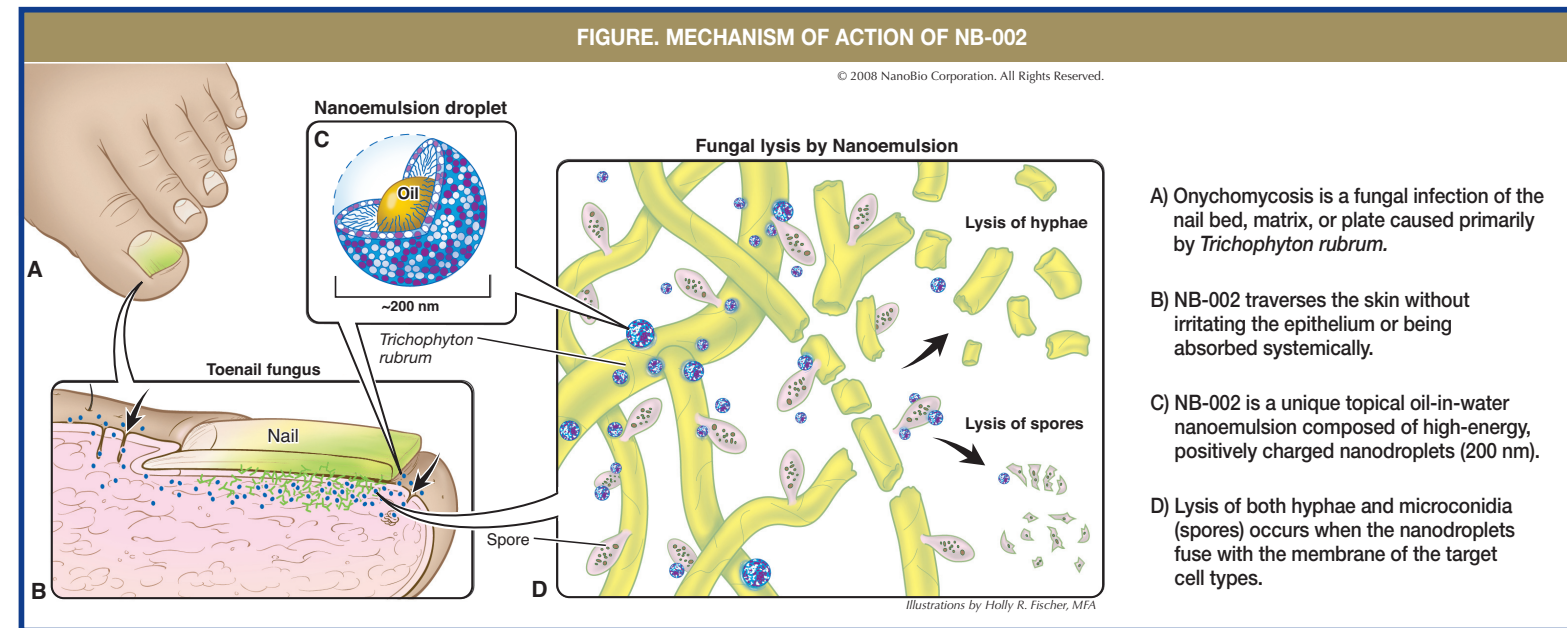 FIGURE. MECHANISM OF ACTION OF NB-002
© 2008 NanoBio Corporation. All Rights Reserved.
A
Nanoemulsion droplet
C
Oil
~200 nm
Trichophyton
rubrum
Toenail fungus
Nail
Spore
B
Fungal lysis by Nanoemulsion
Lysis of hyphae
Lysis of spores
D
Illustrations by Holly R. Fischer, MFA
A) Onychomycosis is a fungal infection of the
nail bed, matrix, or plate caused primarily
by Trichophyton rubrum.
B) NB-002 traverses the skin without
irritating the epithelium or being
absorbed systemically.
C) NB-002 is a unique topical oil-in-water
nanoemulsion composed of high-energy,
positively charged nanodroplets (200 nm).
D) Lysis of both hyphae and microconidia
(spores) occurs when the nanodroplets
fuse with the membrane of the target
cell types.